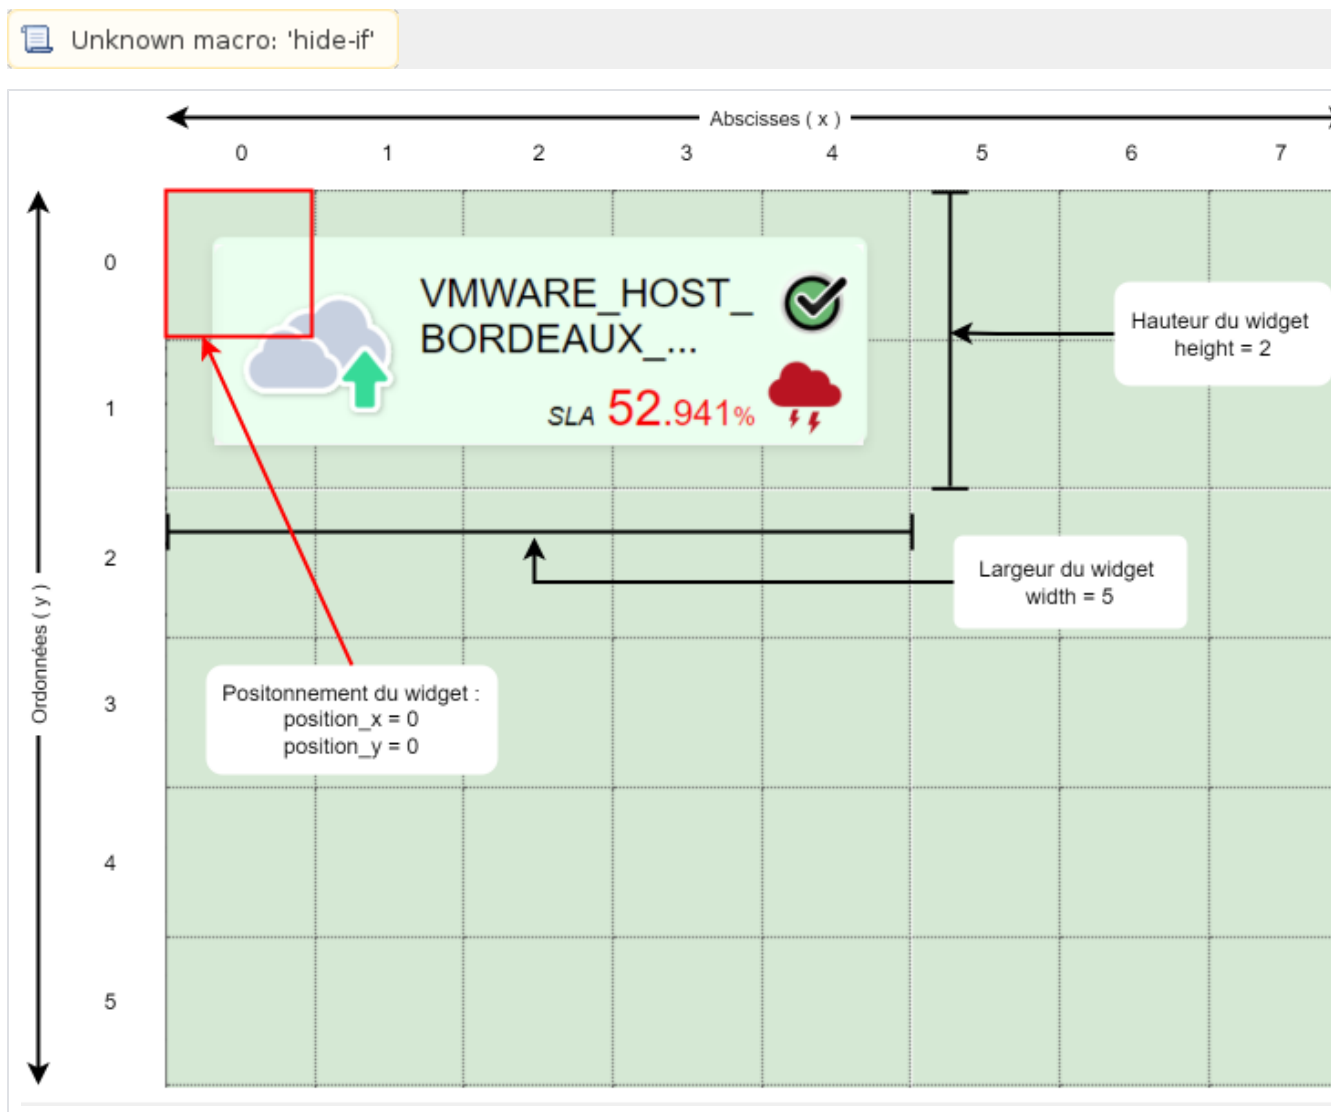 Unknown macro: 'hide-if'
Abscisses ( x )
0 1 2 3 4 5 6 7
0
VMWARE_HOST_
BORDEAUX_...
SLA 52.941%
Hauteur du widget
height = 2
1
2
Largeur du widget
width = 5
Ordonnées ( y )
Positonnement du widget :
position_x = 0
position_y = 0
3
4
5